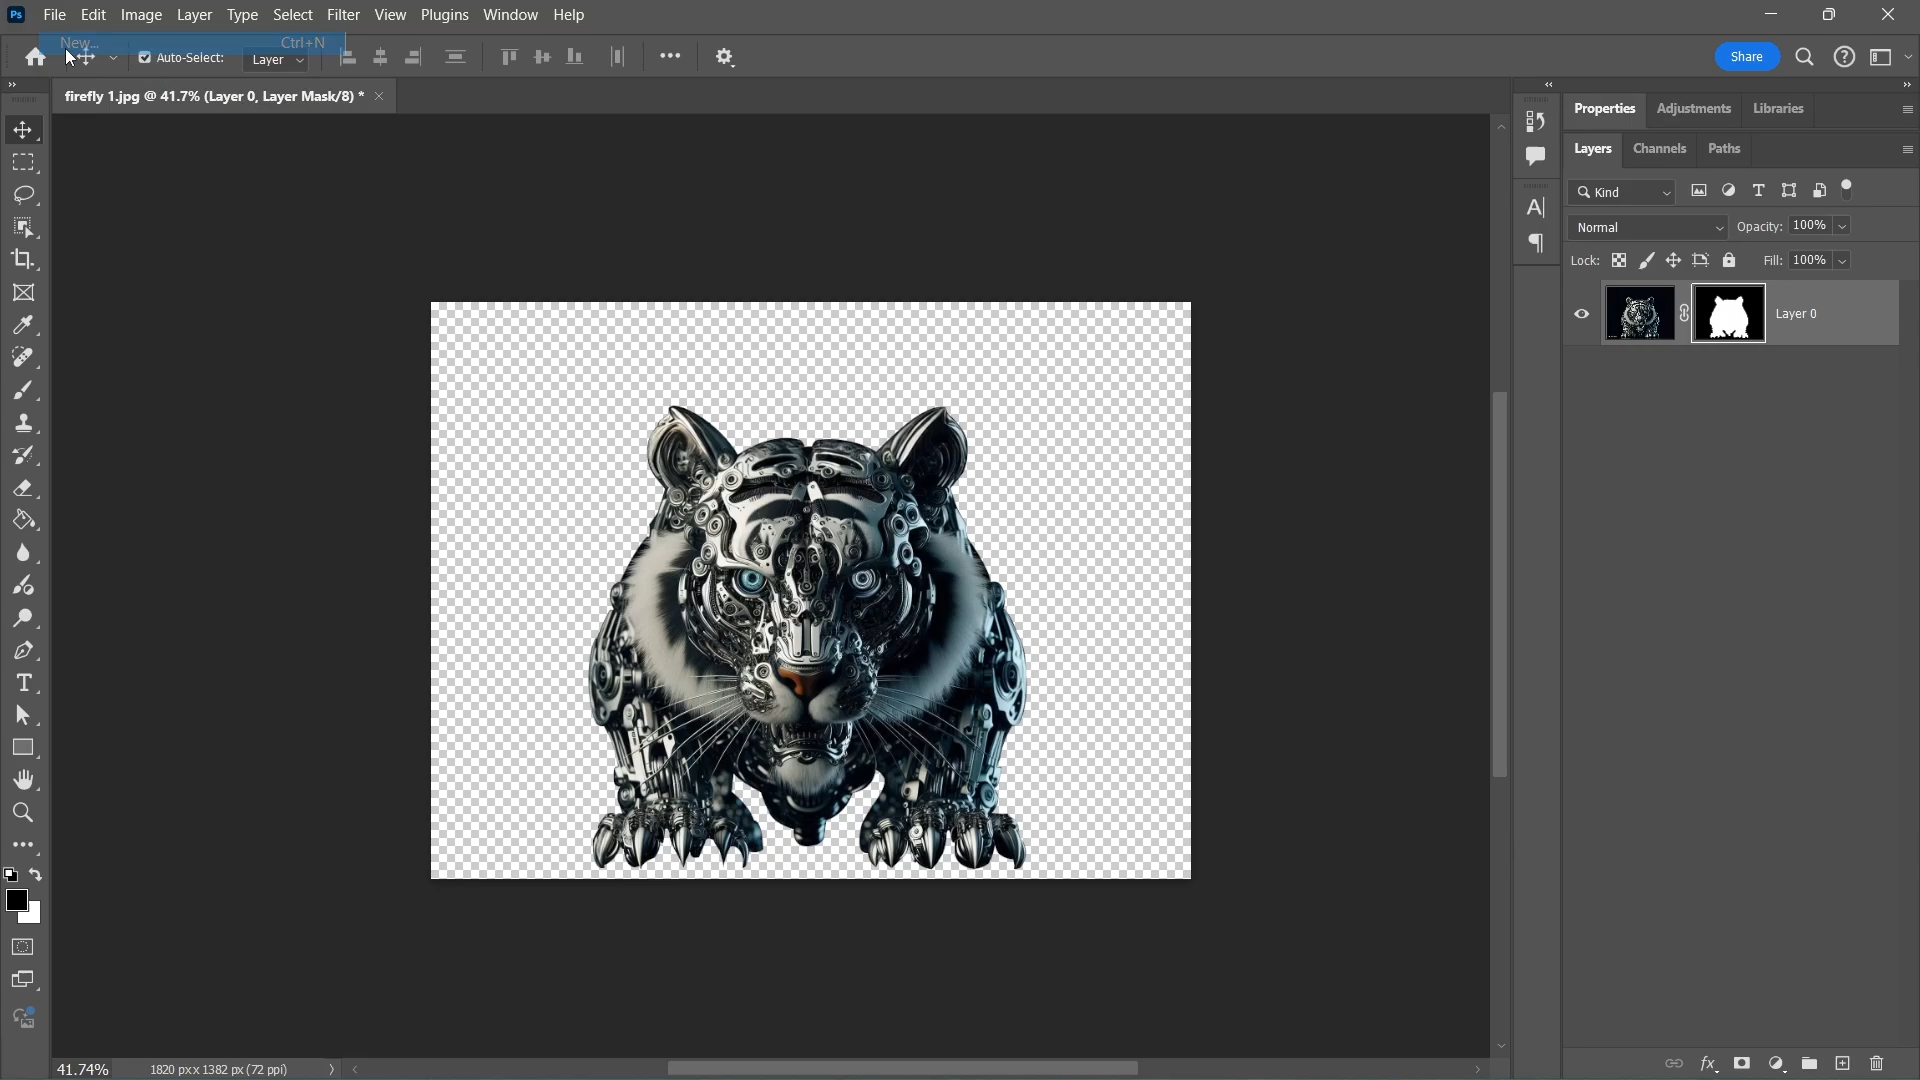 Ps File Edit Image Layer Type Select Filter View Plugins Window Help
New... Ctrl+N
Auto-Select: Layer
Share
firefly 1.jpg @ 41.7% (Layer 0, Layer Mask/8) *
Properties Adjustments Libraries
Layers Channels Paths
Kind
Normal Opacity: 100%
Lock: Fill: 100%
Layer 0
41.74% 1820 px x 1382 px (72 ppi)